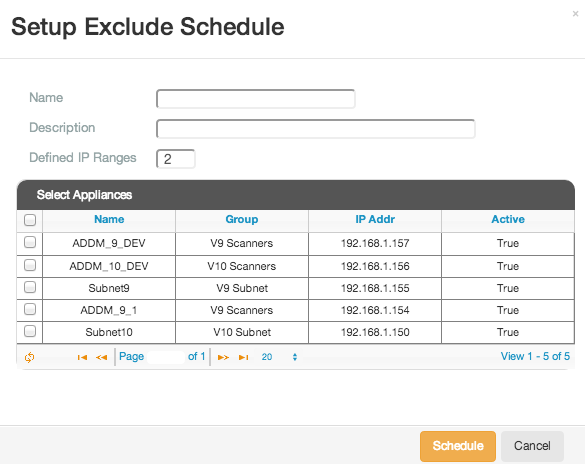 Setup Exclude Schedule
×
Name
Description
Defined IP Ranges 2
Select Appliances
Name Group IP Addr Active
ADDM_9_DEV V9 Scanners 192.168.1.157 True
ADDM_10_DEV V10 Scanners 192.168.1.156 True
Subnet9 V9 Subnet 192.168.1.155 True
ADDM_9_1 V9 Scanners 192.168.1.154 True
Subnet10 V10 Subnet 192.168.1.150 True
Page of 1 20 View 1 - 5 of 5
Schedule Cancel